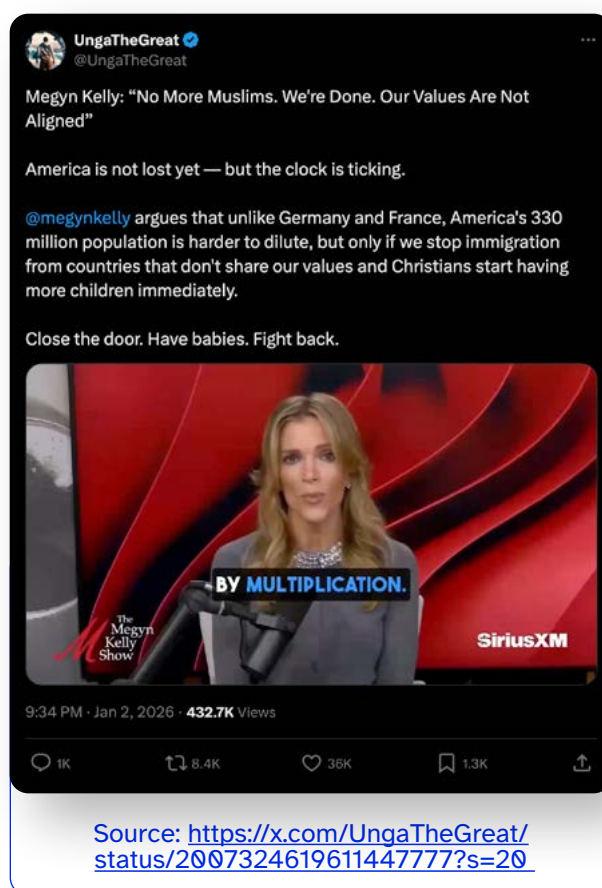 UngaTheGreat
@UngaTheGreat
Megyn Kelly: “No More Muslims. We're Done. Our Values Are Not
Aligned”
America is not lost yet — but the clock is ticking.
@megynkelly argues that unlike Germany and France, America's 330
million population is harder to dilute, but only if we stop immigration
from countries that don't share our values and Christians start having
more children immediately.
Close the door. Have babies. Fight back.
BY MULTIPLICATION.
The
Megyn
Kelly
Show
SiriusXM
9:34 PM · Jan 2, 2026 · 432.7K Views
1K 8.4K 36K 1.3K
Source: https://x.com/UngaTheGreat/
status/2007324619611447777?s=20